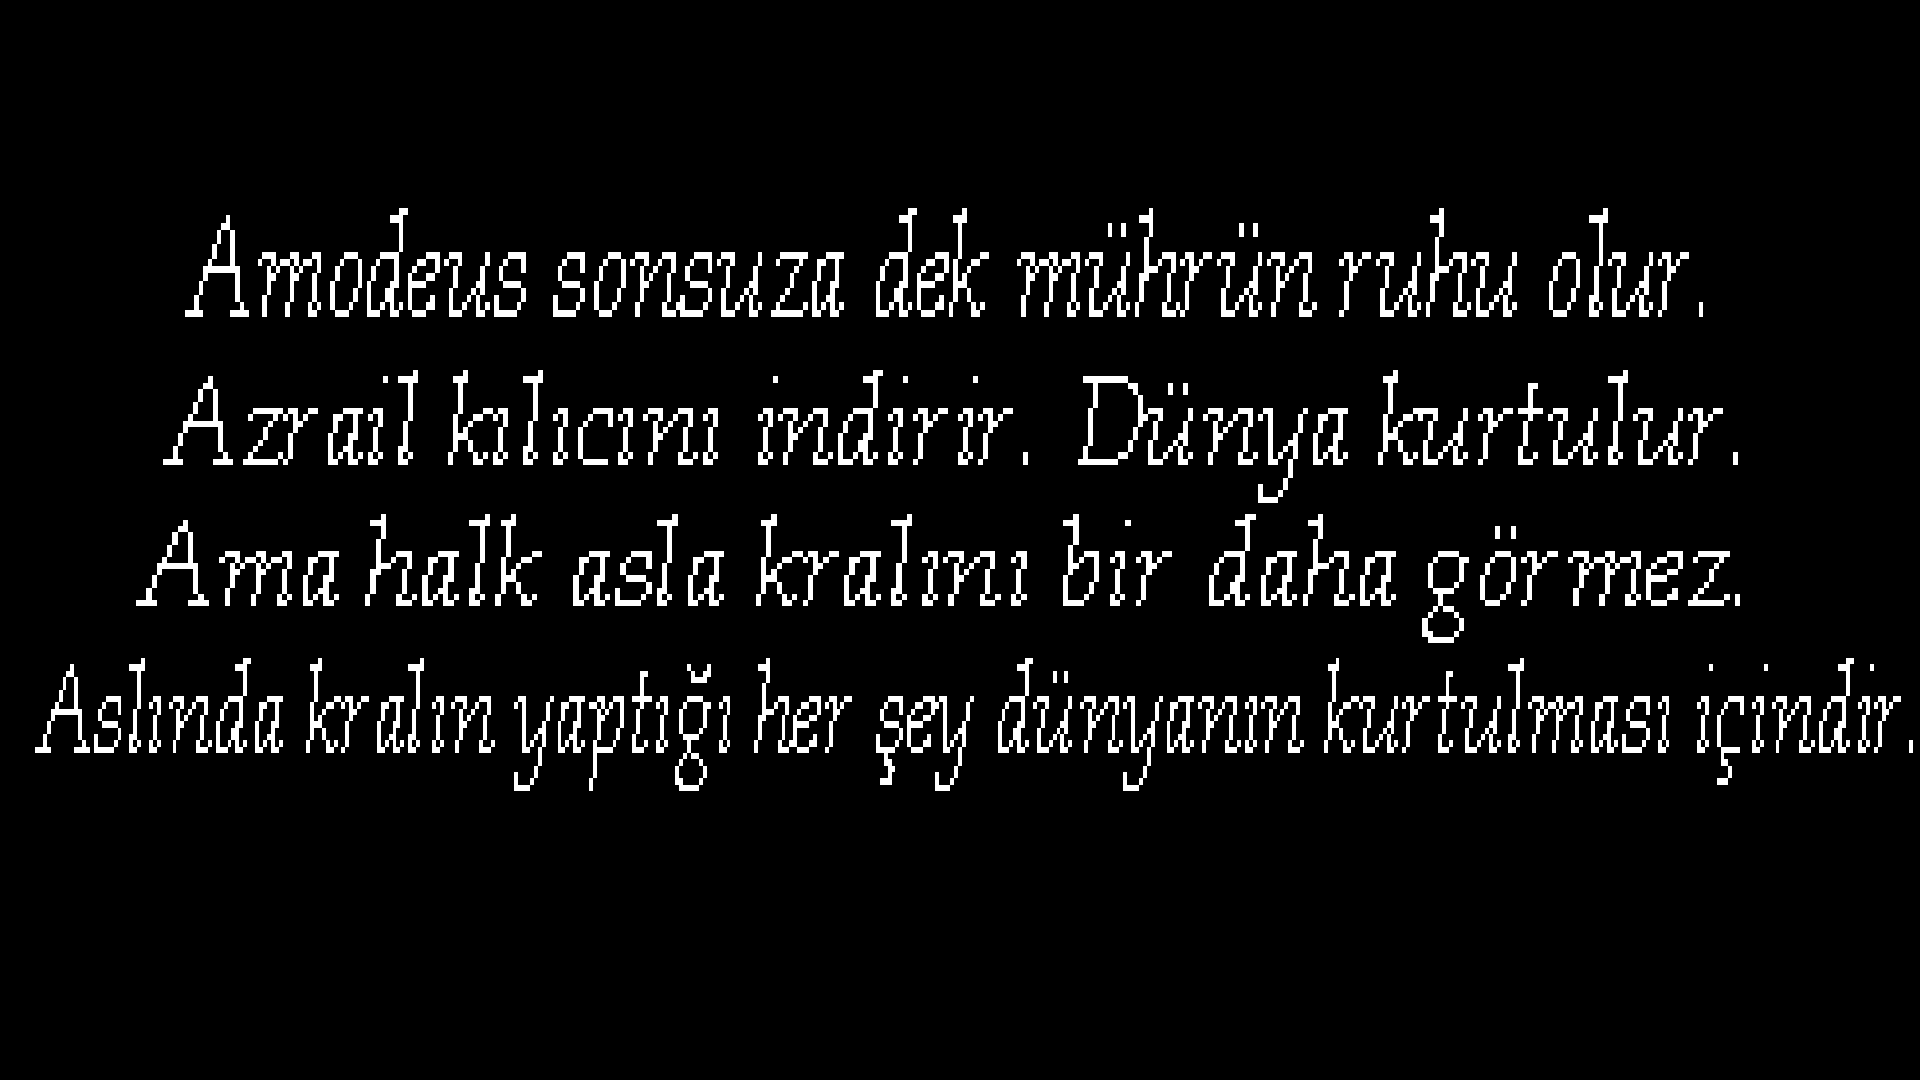 Amodeus sonsuza dek mührün ruhu olur.
Azrail kılıcını indirir. Dünya kurtulur.
Ama halk asla kralını bir daha görmez.
Aslında kralın yaptığı her şey dünyanın kurtulması içindir.